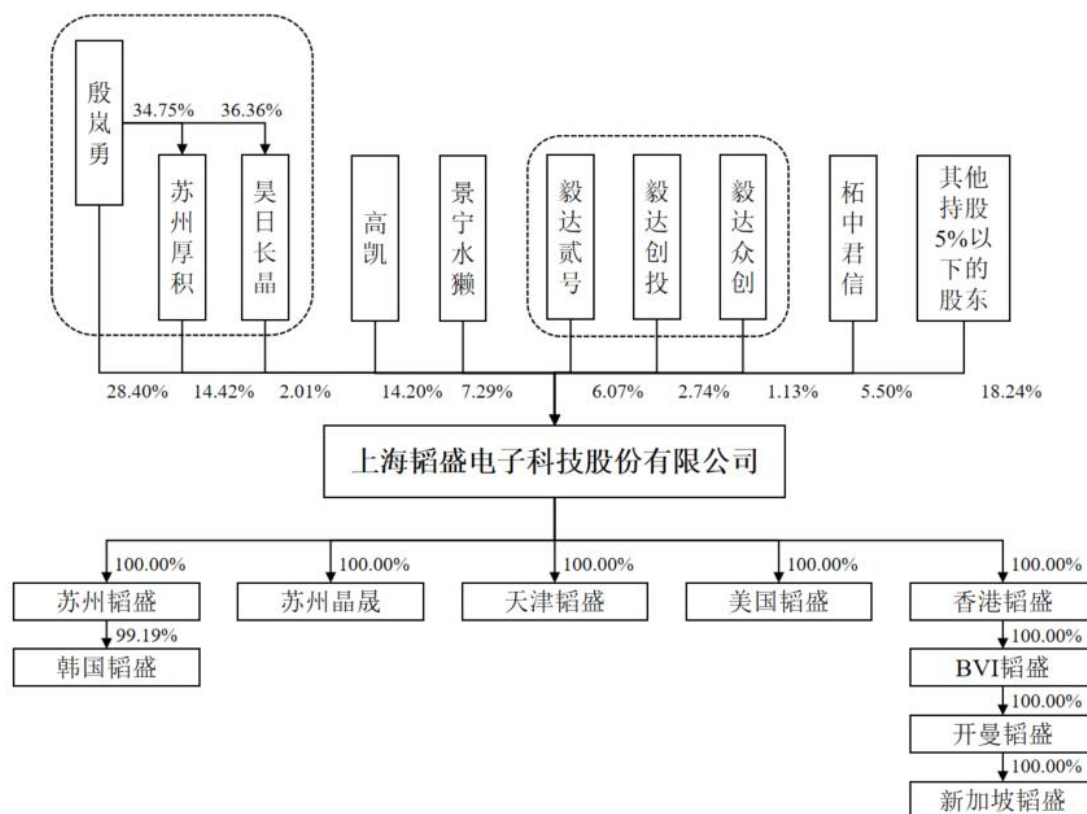 34.75%
36.36%
殷岚勇
苏州厚积
昊日长晶
高凯
景宁水獭
毅达贰号
毅达创投
毅达众创
柘中君信
其他
持股
5%以
下的
股东
28.40%
14.42%
2.01%
14.20%
7.29%
6.07%
2.74%
1.13%
5.50%
18.24%
上海韬盛电子科技股份有限公司
100.00%
100.00%
100.00%
100.00%
100.00%
苏州韬盛
苏州晶晟
天津韬盛
美国韬盛
香港韬盛
99.19%
100.00%
韩国韬盛
BVI韬盛
100.00%
开曼韬盛
100.00%
新加坡韬盛